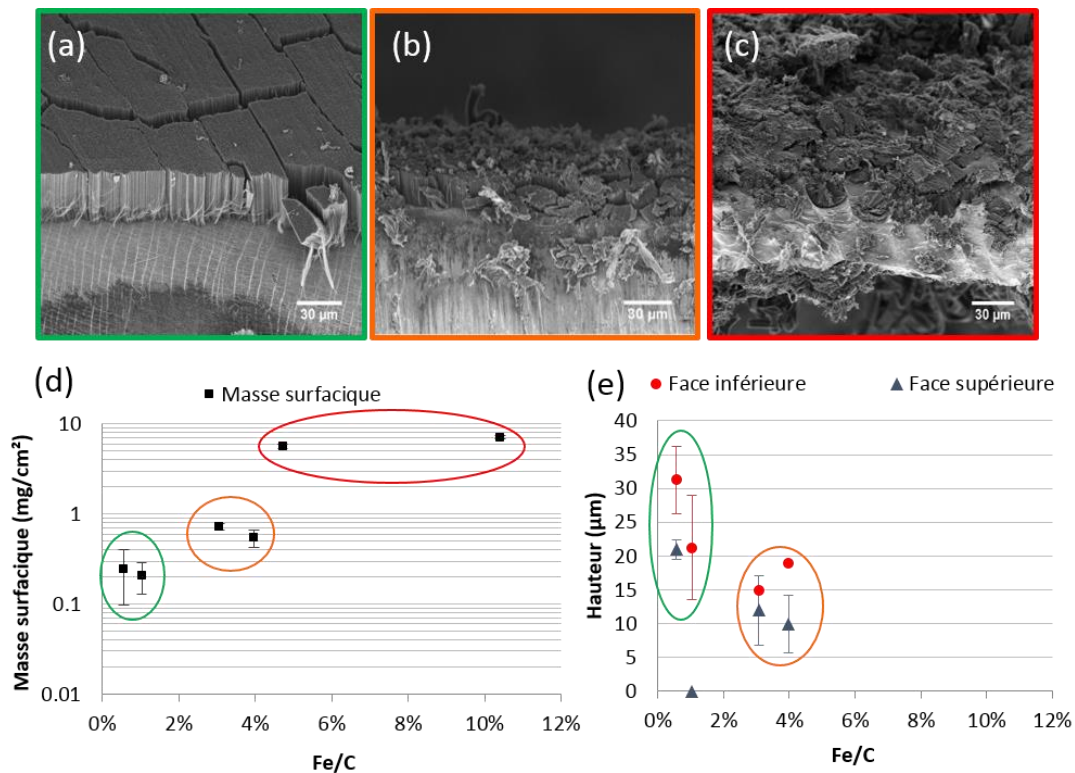 (a)
(b)
(c)
30 µm
30 µm
30 µm
(d)
■ Masse surfacique
Masse surfacique (mg/cm²)
10
1
0.1
0.01
0% 2% 4% 6% 8% 10% 12%
Fe/C
(e)
● Face inférieure ▲ Face supérieure
Hauteur (µm)
40
35
30
25
20
15
10
5
0
0% 2% 4% 6% 8% 10% 12%
Fe/C